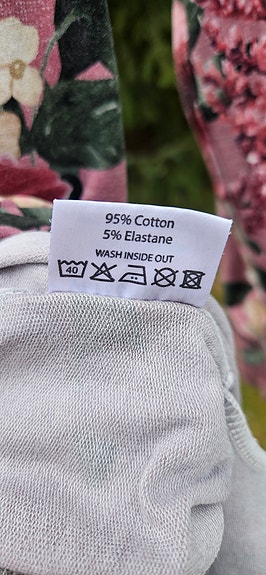 95% Cotton
5% Elastane
WASH INSIDE OUT
40